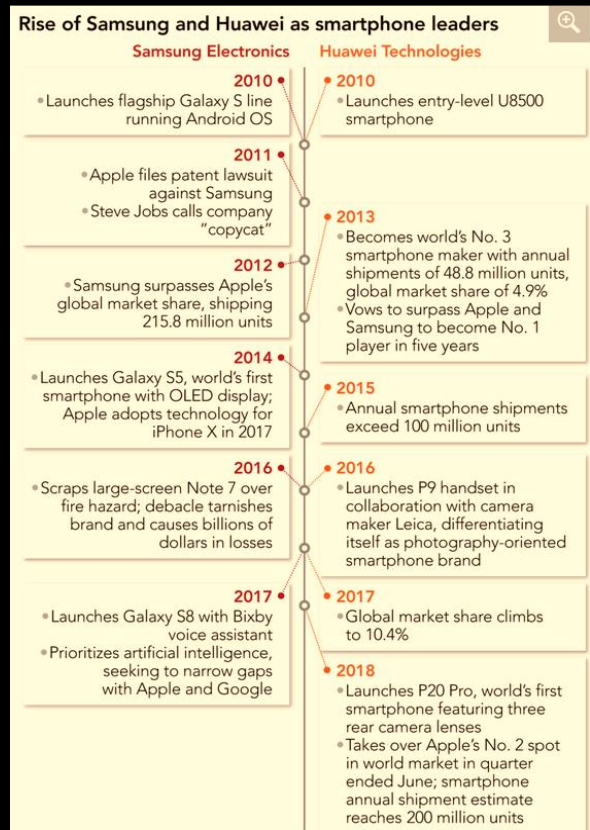 Rise of Samsung and Huawei as smartphone leaders
Samsung Electronics
2010
Launches flagship Galaxy S line
running Android OS
2011
Apple files patent lawsuit
against Samsung
Steve Jobs calls company
"copycat"
2012
Samsung surpasses Apple's
global market share, shipping
215.8 million units
2014
Launches Galaxy S5, world's first
smartphone with OLED display;
Apple adopts technology for
iPhone X in 2017
2016
Scraps large-screen Note 7 over
fire hazard; debacle tarnishes
brand and causes billions of
dollars in losses
2017
Launches Galaxy S8 with Bixby
voice assistant
Prioritizes artificial intelligence,
seeking to narrow gaps
with Apple and Google
Huawei Technologies
2010
Launches entry-level U8500
smartphone
2013
Becomes world's No. 3
smartphone maker with annual
shipments of 48.8 million units,
global market share of 4.9%
Vows to surpass Apple and
Samsung to become No. 1
player in five years
2015
Annual smartphone shipments
exceed 100 million units
2016
Launches P9 handset in
collaboration with camera
maker Leica, differentiating
itself as photography-oriented
smartphone brand
2017
Global market share climbs
to 10.4%
2018
Launches P20 Pro, world's first
smartphone featuring three
rear camera lenses
Takes over Apple's No. 2 spot
in world market in quarter
ended June; smartphone
annual shipment estimate
reaches 200 million units